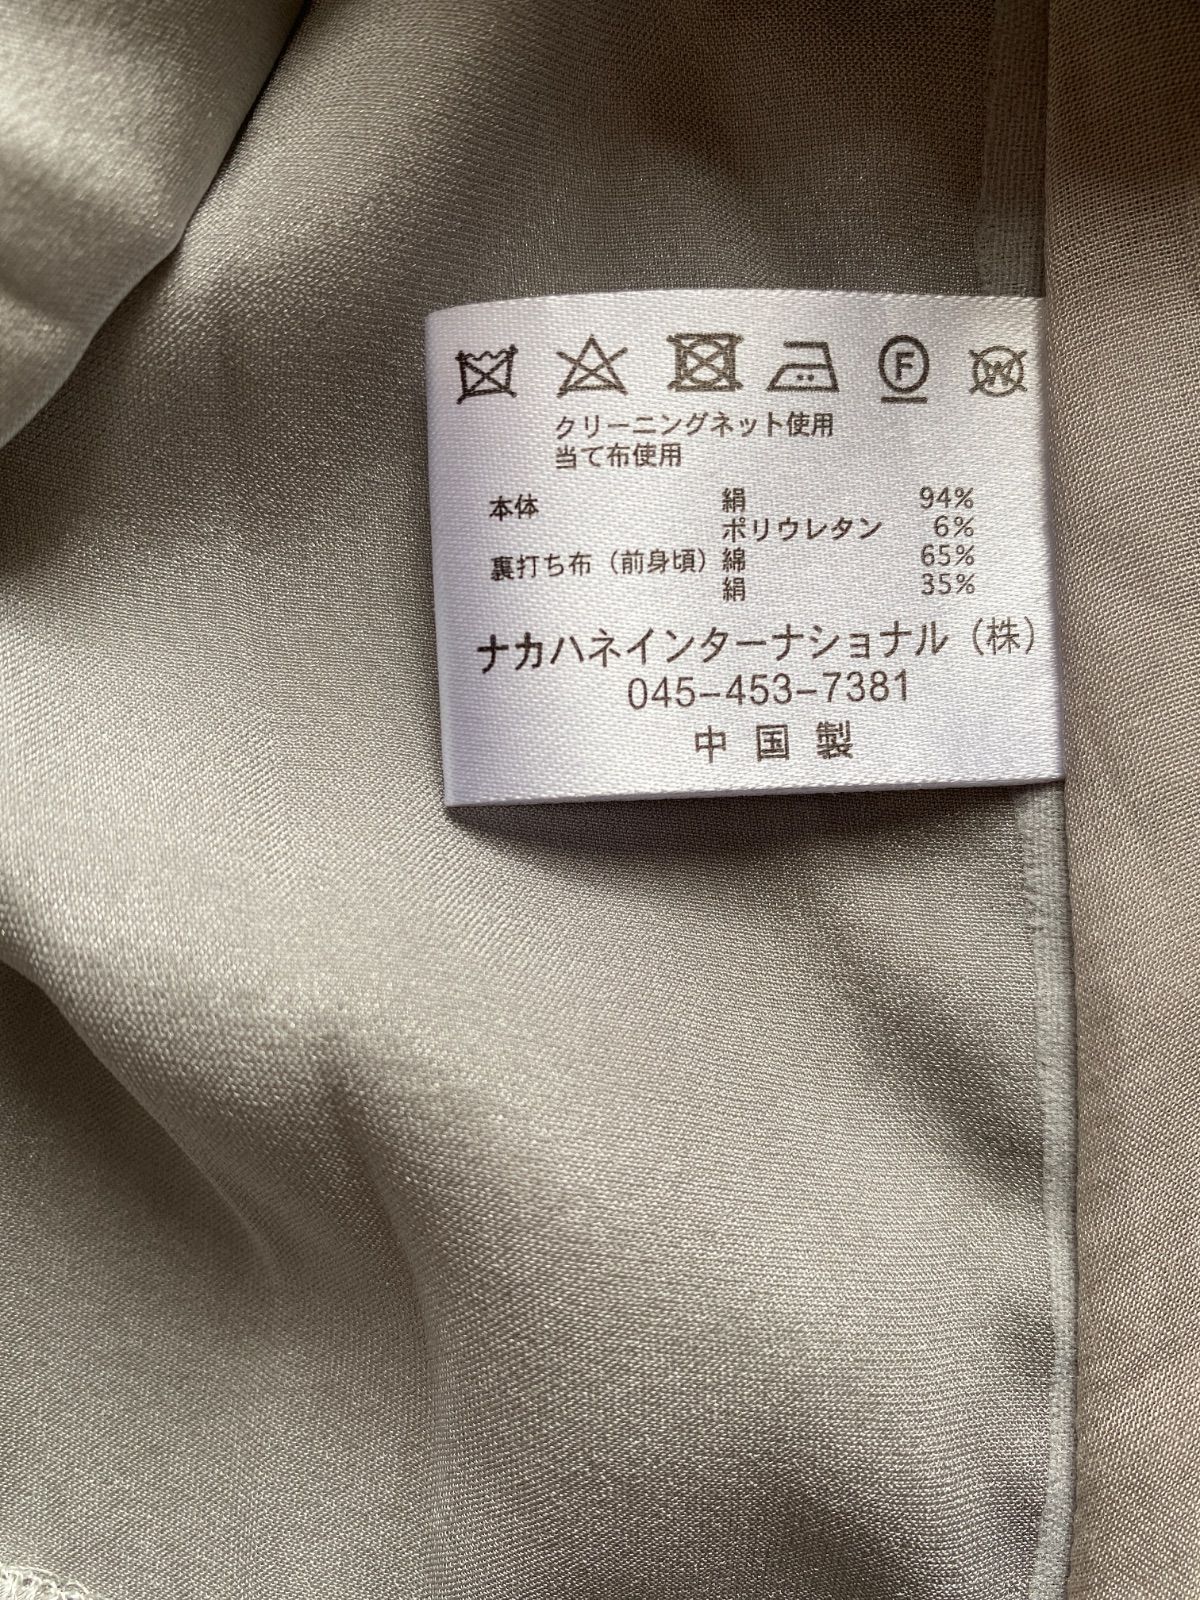 F W
クリーニングネット使用
当て布使用
本体 絹 94%
ポリウレタン 6%
裏打ち布（前身頃）綿 65%
絹 35%
ナカハネインターナショナル（株）
045-453-7381
中国製